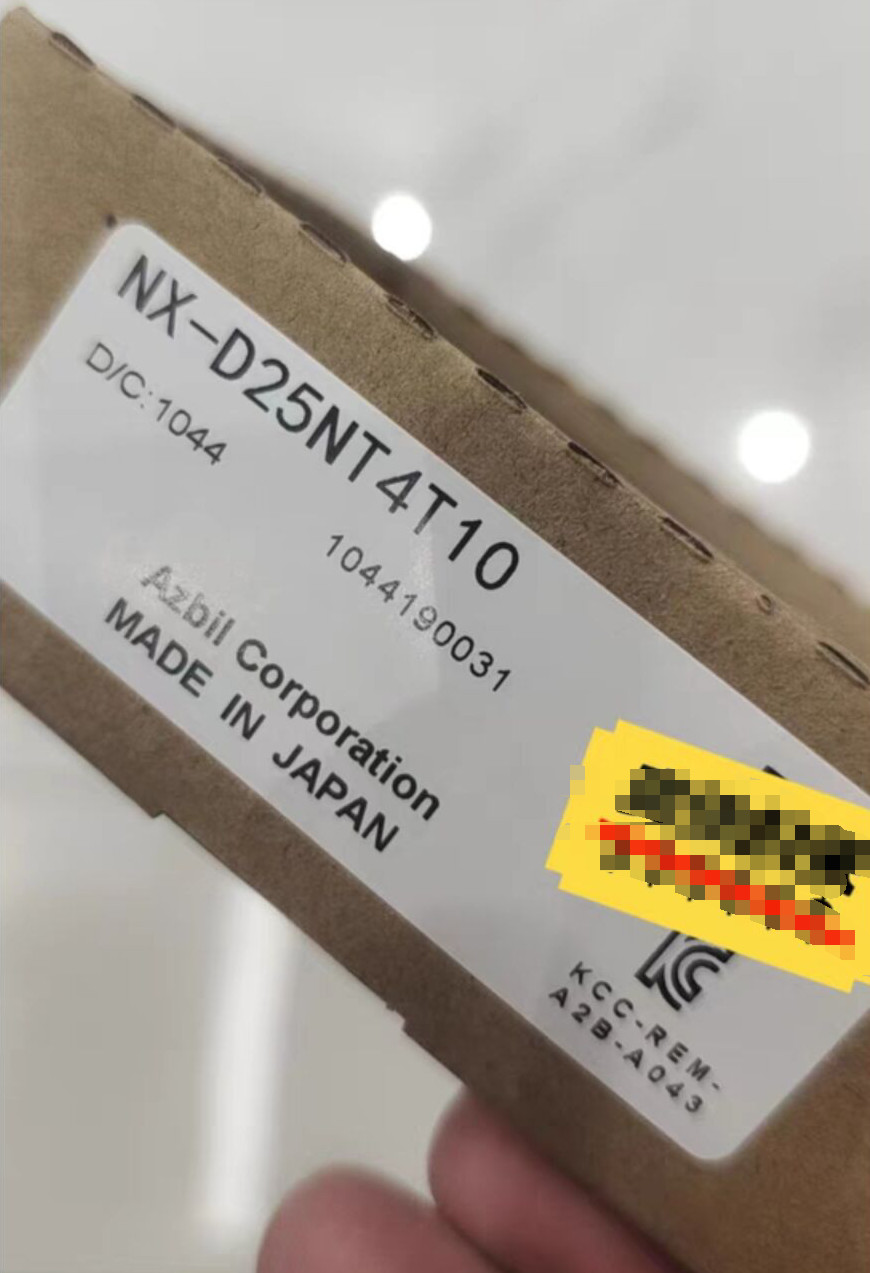 NX-D25NT4T10
D/C:1044
1044190031
Azbil Corporation
MADE IN JAPAN
KCC-REM-
A2B-A043